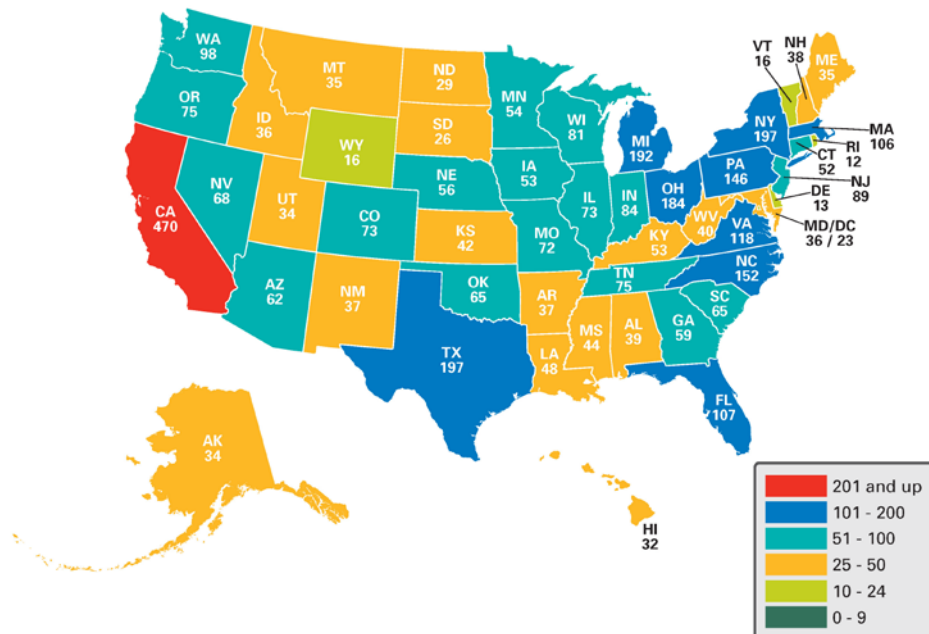 WA
98
OR
75
CA
470
NV
68
ID
36
MT
35
WY
16
UT
34
CO
73
AZ
62
NM
37
ND
29
SD
26
NE
56
KS
42
OK
65
TX
197
MN
54
IA
53
MO
72
AR
37
LA
48
WI
81
IL
73
MI
192
IN
84
OH
184
KY
53
TN
75
MS
44
AL
39
GA
59
FL
107
SC
65
NC
152
VA
118
WV
40
PA
146
NY
197
VT
16
NH
38
ME
35
MA
106
RI
12
CT
52
NJ
89
DE
13
MD/DC
36 / 23
AK
34
HI
32
201 and up
101 - 200
51 - 100
25 - 50
10 - 24
0 - 9